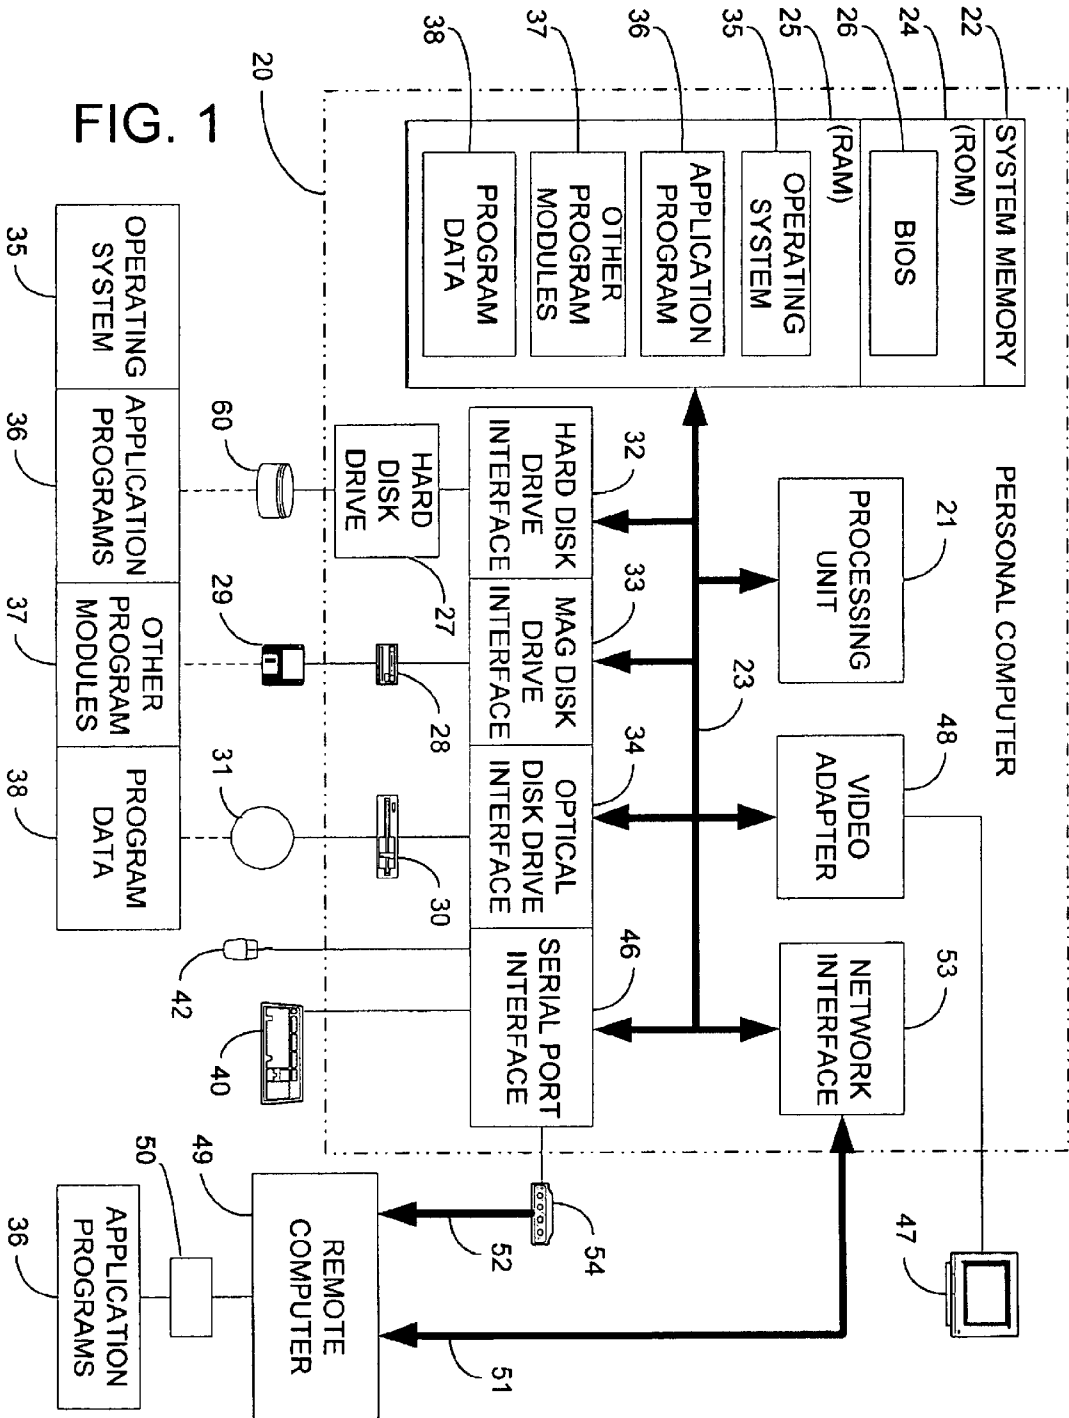 FIG. 1
PERSONAL COMPUTER
20
22
24
26
25
35
36
37
38
SYSTEM MEMORY
(ROM)
BIOS
(RAM)
OPERATING
SYSTEM
APPLICATION
PROGRAM
OTHER
PROGRAM
MODULES
PROGRAM
DATA
21
PROCESSING
UNIT
48
VIDEO
ADAPTER
53
NETWORK
INTERFACE
47
23
32
HARD DISK
DRIVE
INTERFACE
33
MAG DISK
DRIVE
INTERFACE
34
OPTICAL
DISK DRIVE
INTERFACE
46
SERIAL PORT
INTERFACE
HARD
DISK
DRIVE
27
28
30
60
29
31
42
40
54
52
51
OPERATING
SYSTEM
35
APPLICATION
PROGRAMS
36
OTHER
PROGRAM
MODULES
37
PROGRAM
DATA
38
49
REMOTE
COMPUTER
50
APPLICATION
PROGRAMS
36